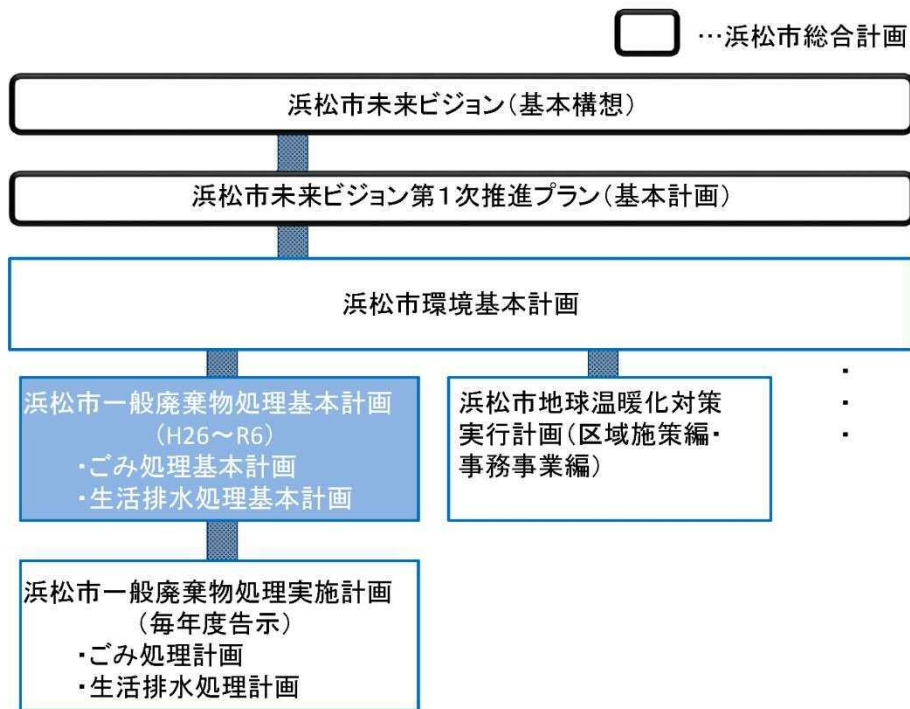 …浜松市総合計画
浜松市未来ビジョン(基本構想)
浜松市未来ビジョン第1次推進プラン(基本計画)
浜松市環境基本計画
浜松市一般廃棄物処理基本計画
(H26~R6)
・ごみ処理基本計画
・生活排水処理基本計画
浜松市地球温暖化対策
実行計画(区域施策編・
事務事業編)
・
・
・
浜松市一般廃棄物処理実施計画
(毎年度告示)
・ごみ処理計画
・生活排水処理計画